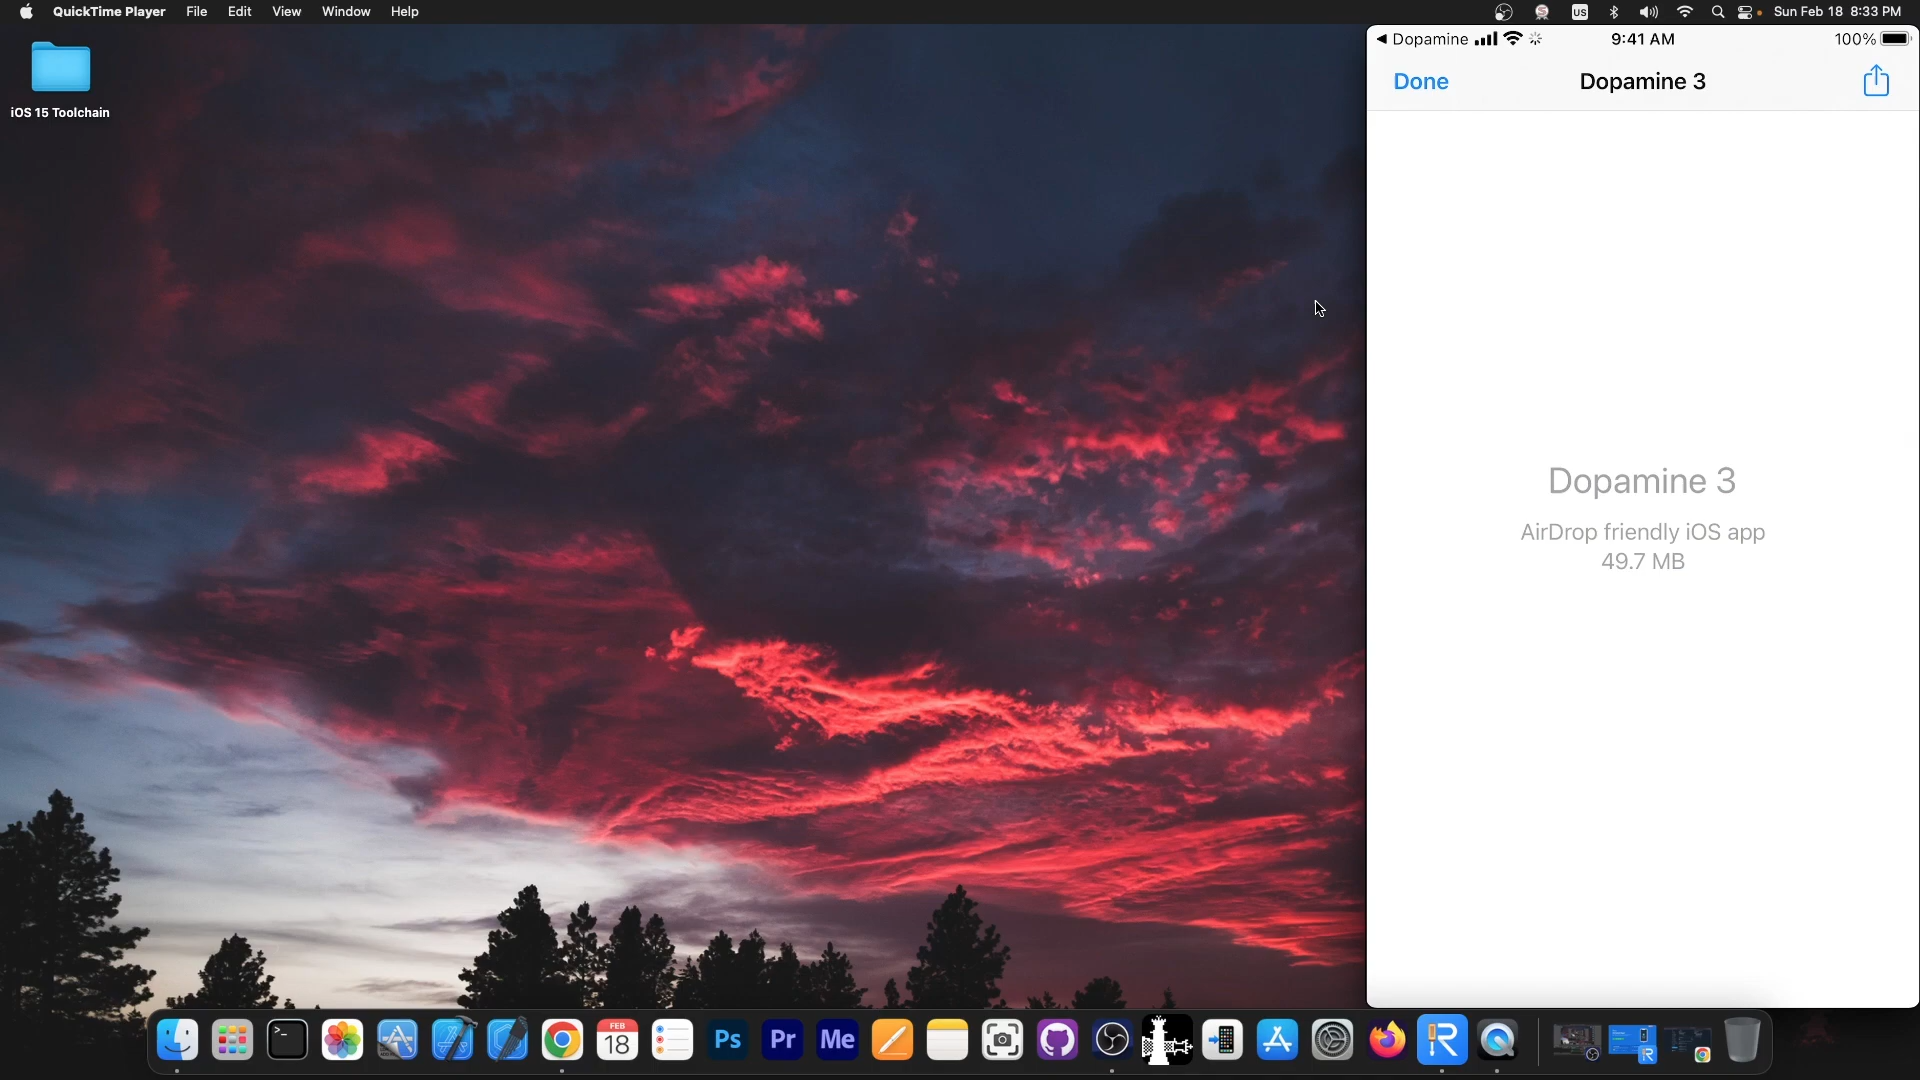 QuickTime Player File Edit View Window Help
US
Sun Feb 18 8:33 PM
iOS 15 Toolchain
◀ Dopamine 9:41 AM 100%
Done Dopamine 3
Dopamine 3
AirDrop friendly iOS app
49.7 MB
FEB
18
Ps Pr Me